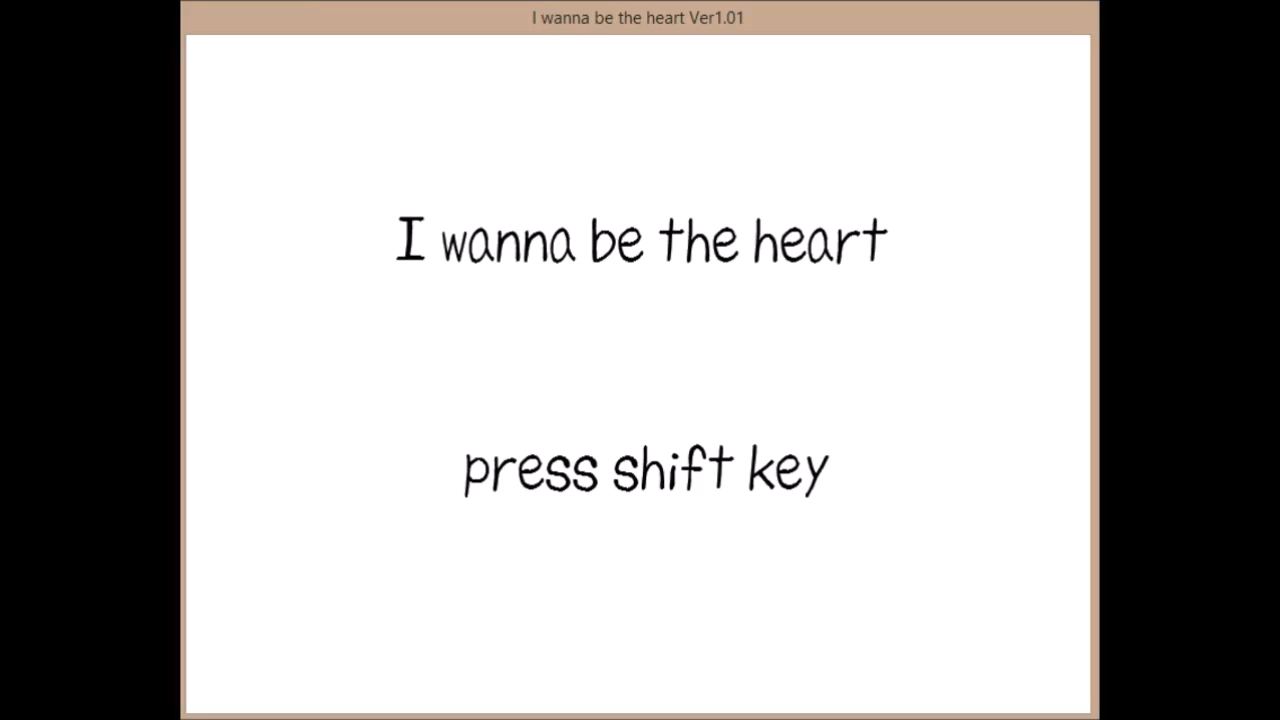 I wanna be the heart Ver1.01
I wanna be the heart
press shift key